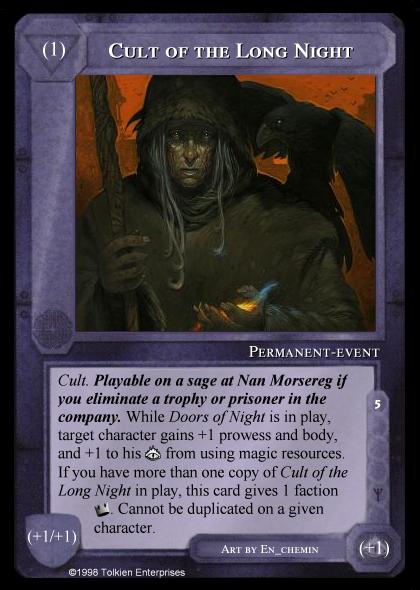 (1)
CULT OF THE LONG NIGHT
PERMANENT-EVENT
Cult. Playable on a sage at Nan Morsereg if
you eliminate a trophy or prisoner in the
company. While Doors of Night is in play,
target character gains +1 prowess and body,
and +1 to his from using magic resources.
If you have more than one copy of Cult of the
Long Night in play, this card gives 1 faction
. Cannot be duplicated on a given
character.
5
(+1/+1)
ART BY EN_CHEMIN
(+1)
©1998 Tolkien Enterprises